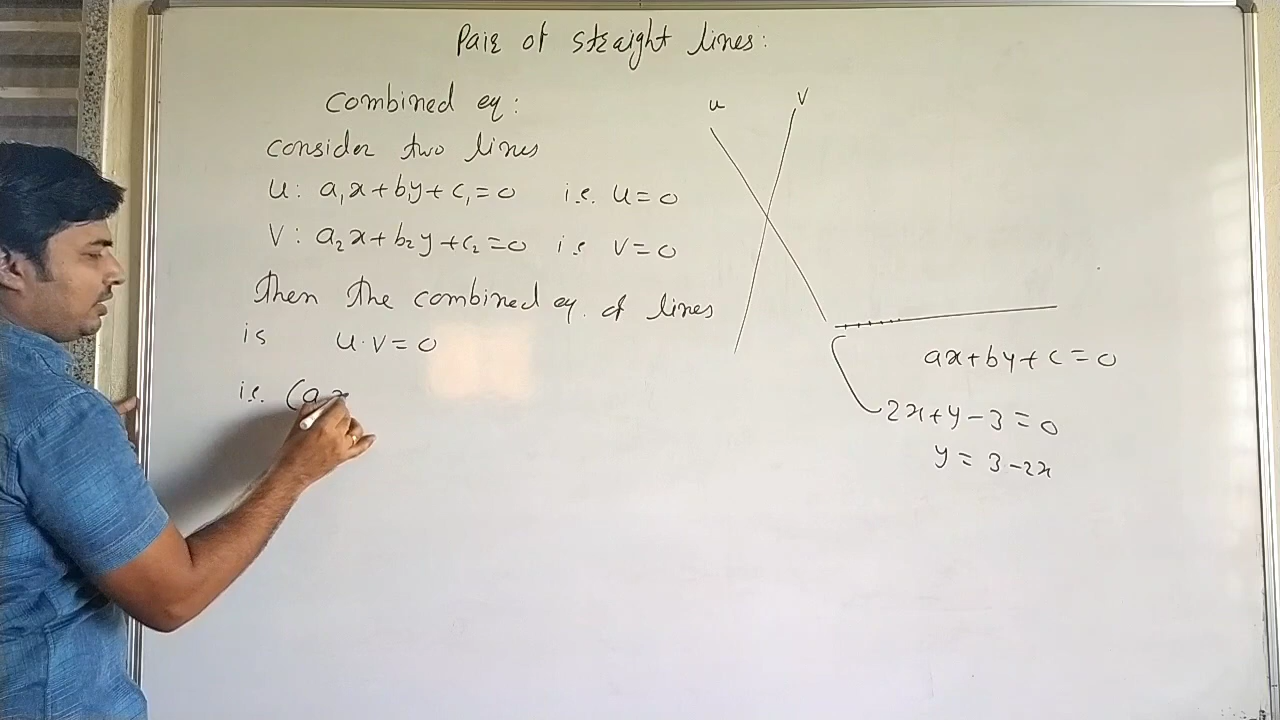 Pair of straight lines:
Combined eq:
consider two lines
u: a₁x+b₁y+c₁=0 i.e. u=0
V: a₂x+b₂y+c₂=0 i.e V=0
then the combined eq. of lines
is u·v=0
i.e. (a x
u
V
ax+by+c=0
2x+y-3=0
y=3-2x